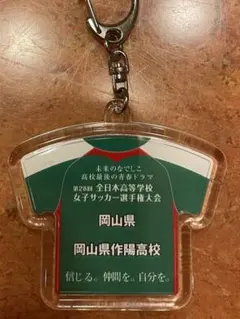 未来のなでしこ
高校最後の青春ドラマ
第28回 全日本高等学校
女子サッカー選手権大会
岡山県
岡山県作陽高校
信じる。仲間を。自分を。